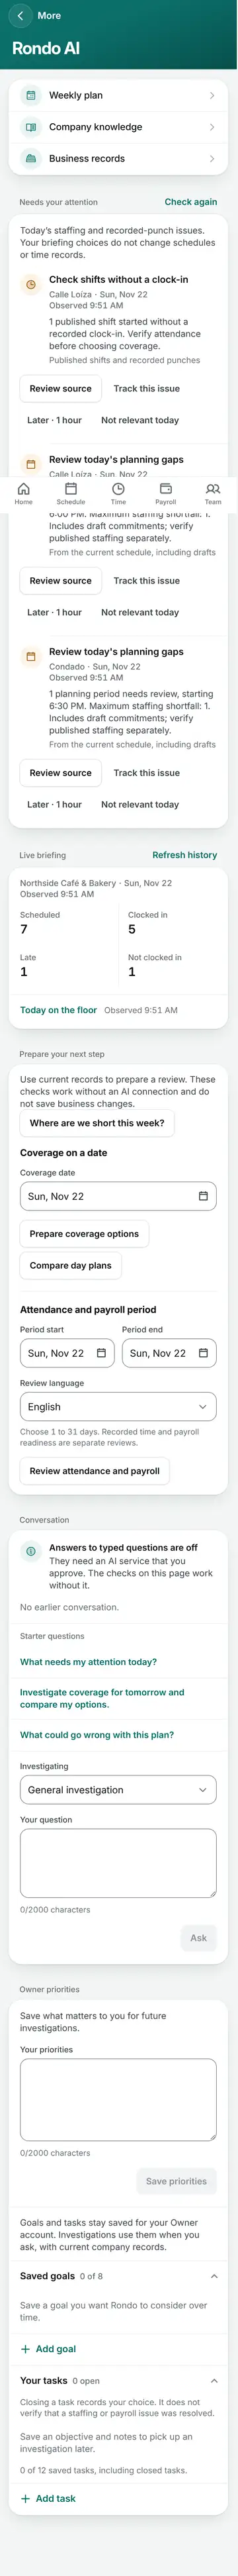 More
Rondo AI
Weekly plan
Company knowledge
Business records
Needs your attention
Check again
Today's staffing and recorded-punch issues.
Your briefing choices do not change schedules
or time records.
Check shifts without a clock-in
Calle Loíza · Sun, Nov 22
Observed 9:51 AM
1 published shift started without a
recorded clock-in. Verify attendance
before choosing coverage.
Published shifts and recorded punches
Review source
Track this issue
Later · 1 hour
Not relevant today
Review today's planning gaps
Calle Loíza · Sun, Nov 22
Home
Schedule
Time
Payroll
Team
6:00 PM. Maximum staffing shortfall: 1.
Includes draft commitments; verify
published staffing separately.
From the current schedule, including drafts
Review source
Track this issue
Later · 1 hour
Not relevant today
Review today's planning gaps
Condado · Sun, Nov 22
Observed 9:51 AM
1 planning period needs review, starting
6:30 PM. Maximum staffing shortfall: 1.
Includes draft commitments; verify
published staffing separately.
From the current schedule, including drafts
Review source
Track this issue
Later · 1 hour
Not relevant today
Live briefing
Refresh history
Northside Café & Bakery · Sun, Nov 22
Observed 9:51 AM
Scheduled
Clocked in
7
5
Late
Not clocked in
1
1
Today on the floor · Observed 9:51 AM
Prepare your next step
Use current records to prepare a review. These
checks work without an AI connection and do
not save business changes.
Where are we short this week?
Coverage on a date
Coverage date
Sun, Nov 22
Prepare coverage options
Compare day plans
Attendance and payroll period
Period start
Period end
Sun, Nov 22
Sun, Nov 22
Review language
English
Choose 1 to 31 days. Recorded time and payroll
readiness are separate reviews.
Review attendance and payroll
Conversation
Answers to typed questions are off
They need an AI service that you
approve. The checks on this page work
without it.
No earlier conversation.
Starter questions
What needs my attention today?
Investigate coverage for tomorrow and
compare my options.
What could go wrong with this plan?
Investigating
General investigation
Your question
0/2000 characters
Ask
Owner priorities
Save what matters to you for future
investigations.
Your priorities
0/2000 characters
Save priorities
Goals and tasks stay saved for your Owner
account. Investigations use them when you
ask, with current company records.
Saved goals 0 of 8
Save a goal you want Rondo to consider over
time.
Add goal
Your tasks 0 open
Closing a task records your choice. It does not
verify that a staffing or payroll issue was resolved.
Save an objective and notes to pick up an
investigation later.
0 of 12 saved tasks, including closed tasks.
Add task